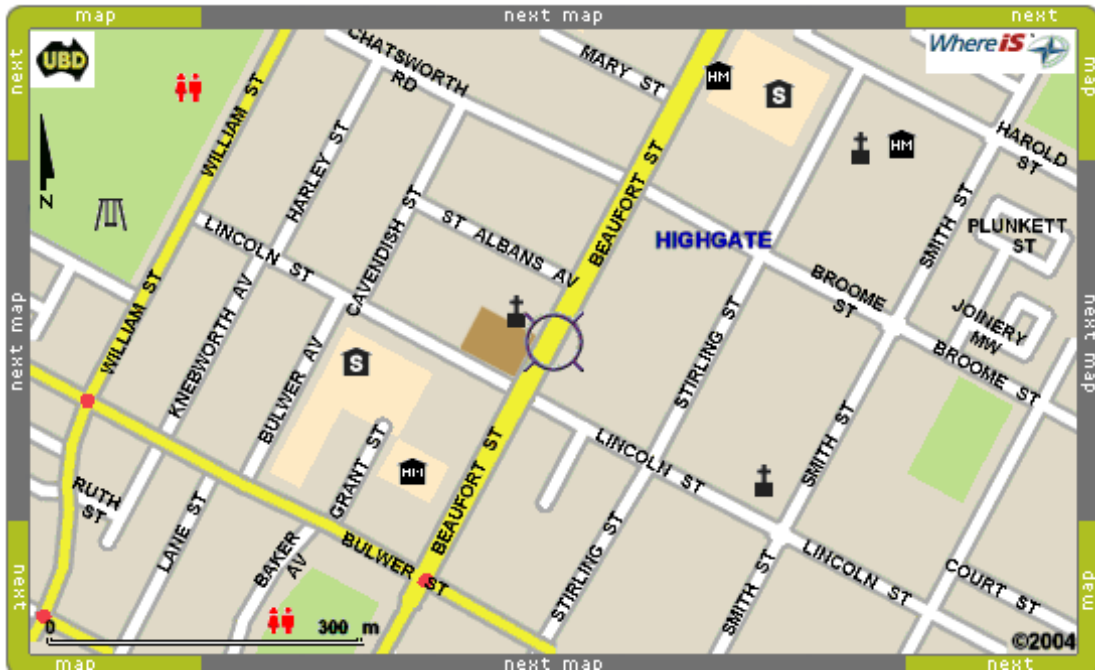 map
next map
next
UBD
WhereiS
next
map
CHATSWORTH
RD
MARY ST
HM
S
HM
HAROLD
ST
WILLIAM ST
HARLEY ST
BEAUFORT ST
SMITH ST
PLUNKETT
ST
N
LINCOLN ST
CAVENDISH ST
ST ALBANS AV
HIGHGATE
BROOME
ST
JOINERY
MW
WILLIAM ST
KNEBWORTH AV
BULWER AV
STIRLING ST
BROOME ST
next map
next map
S
GRANT ST
HM
BEAUFORT ST
LINCOLN ST
SMITH ST
RUTH
ST
LANE ST
BAKER
AV
BULWER ST
STIRLING ST
SMITH ST
LINCOLN ST
COURT ST
next
map
0 300 m
©2004
map
next map
next